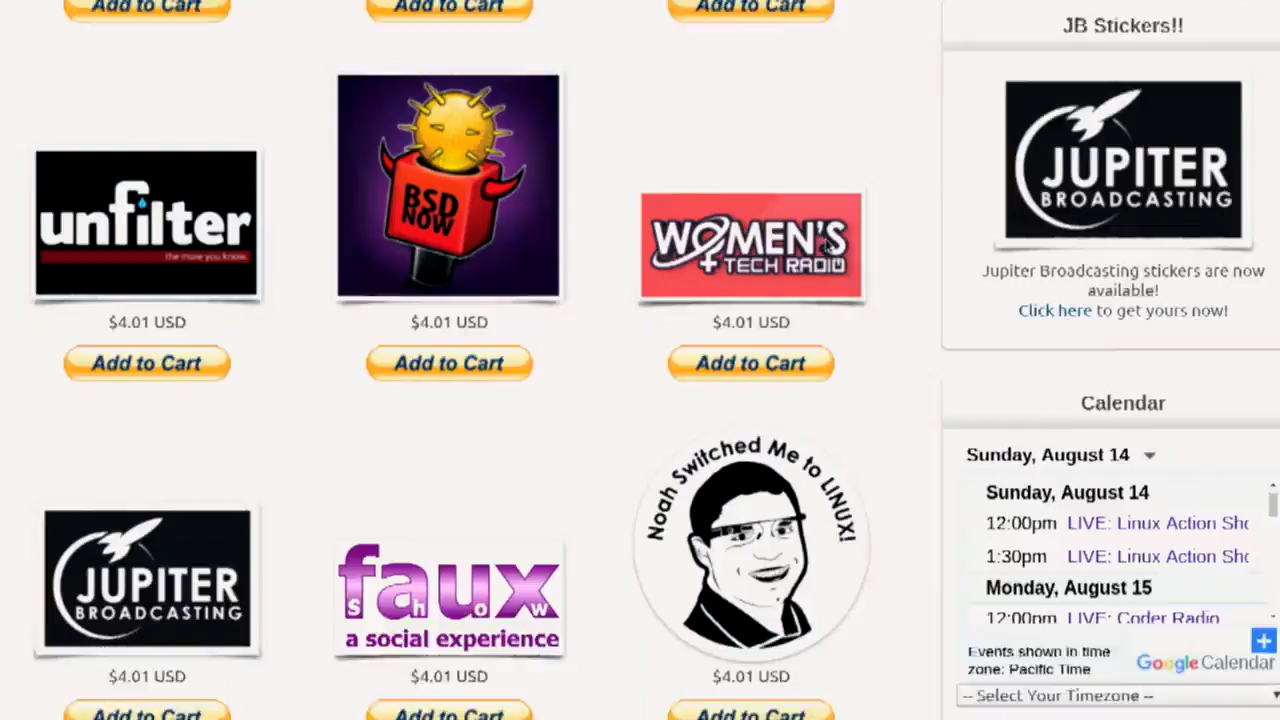 Add to Cart
Add to Cart
Add to Cart
unfilter
the more you know.
$4.01 USD
Add to Cart
BSD
NOW
$4.01 USD
Add to Cart
WOMEN'S
TECH RADIO
$4.01 USD
Add to Cart
JUPITER
BROADCASTING
$4.01 USD
Add to Cart
faux
Show
a social experience
$4.01 USD
Add to Cart
Noah Switched Me to LINUX!
$4.01 USD
Add to Cart
JB Stickers!!
JUPITER
BROADCASTING
Jupiter Broadcasting stickers are now
available!
Click here to get yours now!
Calendar
Sunday, August 14
Sunday, August 14
12:00pm LIVE: Linux Action Sho
1:30pm LIVE: Linux Action Sho
Monday, August 15
12:00pm LIVE: Coder Radio
Events shown in time
zone: Pacific Time
Google Calendar
-- Select Your Timezone --